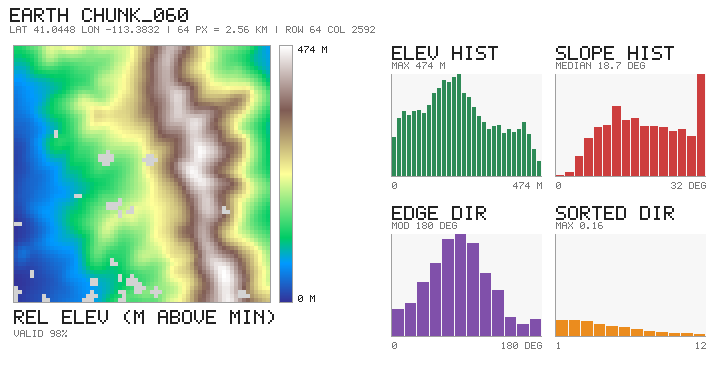 EARTH CHUNK_060
LAT 41.0448 LON -113.3832 | 64 PX = 2.56 KM | ROW 64 COL 2592
474 M
0 M
REL ELEV (M ABOVE MIN)
VALID 98%
ELEV HIST
MAX 474 M
0 474 M
SLOPE HIST
MEDIAN 18.7 DEG
0 32 DEG
EDGE DIR
MOD 180 DEG
0 180 DEG
SORTED DIR
MAX 0.16
1 12